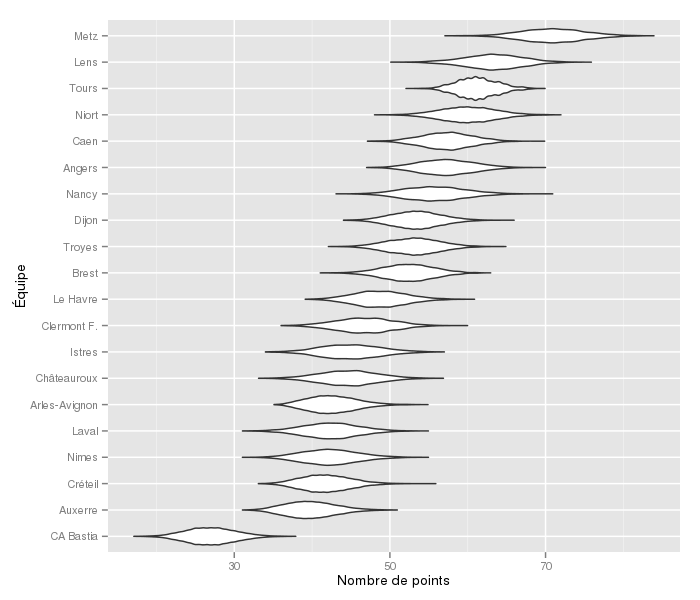 Metz
Lens
Tours
Niort
Caen
Angers
Nancy
Dijon
Troyes
Brest
Le Havre
Clermont F.
Istres
Châteauroux
Arles-Avignon
Laval
Nimes
Créteil
Auxerre
CA Bastia
Équipe
30 50 70
Nombre de points